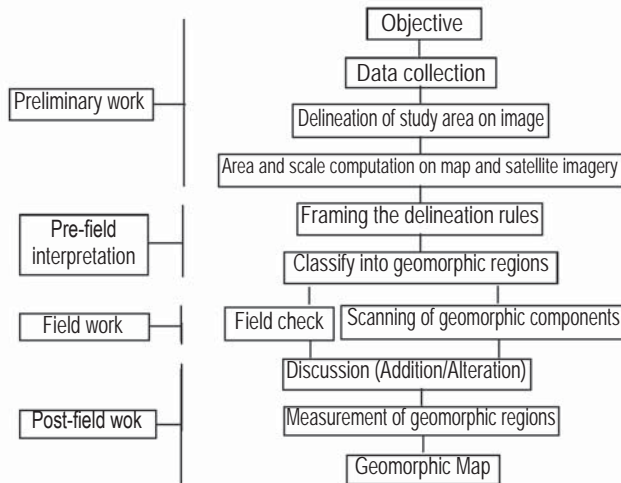 Objective
Data collection
Preliminary work
Delineation of study area on image
Area and scale computation on map and satellite imagery
Framing the delineation rules
Pre-field
interpretation
Classify into geomorphic regions
Field work
Field check
Scanning of geomorphic components
Discussion (Addition/Alteration)
Post-field wok
Measurement of geomorphic regions
Geomorphic Map